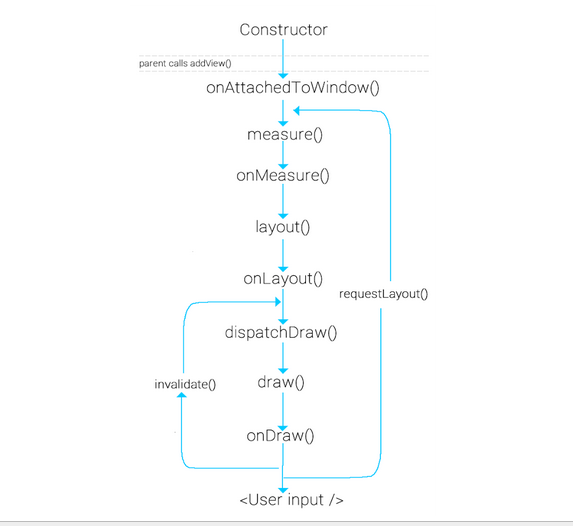 Constructor
parent calls addView()
onAttachedToWindow()
measure()
onMeasure()
layout()
onLayout()
requestLayout()
dispatchDraw()
invalidate()
draw()
onDraw()
<User input />